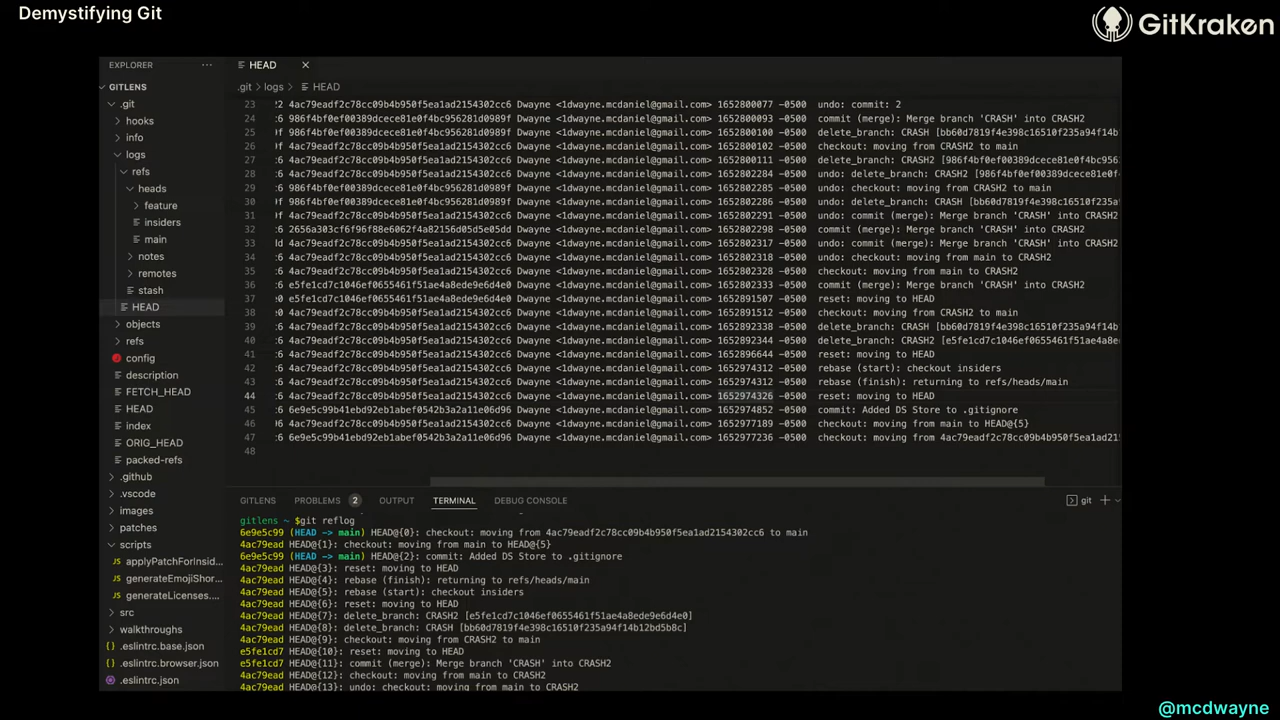 Demystifying Git
GitKraken
EXPLORER
HEAD
GITLENS
.git
.git > logs > HEAD
hooks
info
logs
refs
heads
feature
insiders
main
notes
remotes
stash
HEAD
objects
refs
config
description
FETCH_HEAD
HEAD
index
ORIG_HEAD
packed-refs
.github
.vscode
images
patches
scripts
applyPatchForInsid...
generateEmojiShor...
generateLicenses....
src
walkthroughs
.eslintrc.base.json
.eslintrc.browser.json
.eslintrc.json
23 !2 4ac79eadf2c78cc09b4b950f5ea1ad2154302cc6 Dwayne <1dwayne.mcdaniel@gmail.com> 1652800077 -0500 undo: commit: 2
24 :6 986f4bf0ef00389dcece81e0f4bc956281d0989f Dwayne <1dwayne.mcdaniel@gmail.com> 1652800093 -0500 commit (merge): Merge branch 'CRASH' into CRASH2
25 )f 986f4bf0ef00389dcece81e0f4bc956281d0989f Dwayne <1dwayne.mcdaniel@gmail.com> 1652800100 -0500 delete_branch: CRASH [bb60d7819f4e398c16510f235a94f14b
26 )f 4ac79eadf2c78cc09b4b950f5ea1ad2154302cc6 Dwayne <1dwayne.mcdaniel@gmail.com> 1652800102 -0500 checkout: moving from CRASH2 to main
27 :6 4ac79eadf2c78cc09b4b950f5ea1ad2154302cc6 Dwayne <1dwayne.mcdaniel@gmail.com> 1652800111 -0500 delete_branch: CRASH2 [986f4bf0ef00389dcece81e0f4bc956
28 :6 4ac79eadf2c78cc09b4b950f5ea1ad2154302cc6 Dwayne <1dwayne.mcdaniel@gmail.com> 1652802284 -0500 undo: delete_branch: CRASH2 [986f4bf0ef00389dcece81e0f
29 :6 986f4bf0ef00389dcece81e0f4bc956281d0989f Dwayne <1dwayne.mcdaniel@gmail.com> 1652802285 -0500 undo: checkout: moving from CRASH2 to main
30 )f 986f4bf0ef00389dcece81e0f4bc956281d0989f Dwayne <1dwayne.mcdaniel@gmail.com> 1652802286 -0500 undo: delete_branch: CRASH [bb60d7819f4e398c16510f235a
31 )f 4ac79eadf2c78cc09b4b950f5ea1ad2154302cc6 Dwayne <1dwayne.mcdaniel@gmail.com> 1652802291 -0500 undo: commit (merge): Merge branch 'CRASH' into CRASH2
32 :6 2656a303cf6f96f88e6062f4a82156d05d5e05dd Dwayne <1dwayne.mcdaniel@gmail.com> 1652802298 -0500 commit (merge): Merge branch 'CRASH' into CRASH2
33 id 4ac79eadf2c78cc09b4b950f5ea1ad2154302cc6 Dwayne <1dwayne.mcdaniel@gmail.com> 1652802317 -0500 undo: commit (merge): Merge branch 'CRASH' into CRASH2
34 :6 4ac79eadf2c78cc09b4b950f5ea1ad2154302cc6 Dwayne <1dwayne.mcdaniel@gmail.com> 1652802318 -0500 undo: checkout: moving from main to CRASH2
35 :6 4ac79eadf2c78cc09b4b950f5ea1ad2154302cc6 Dwayne <1dwayne.mcdaniel@gmail.com> 1652802328 -0500 checkout: moving from main to CRASH2
36 :6 e5fe1cd7c1046ef0655461f51ae4a8ede9e6d4e0 Dwayne <1dwayne.mcdaniel@gmail.com> 1652802333 -0500 commit (merge): Merge branch 'CRASH' into CRASH2
37 :0 e5fe1cd7c1046ef0655461f51ae4a8ede9e6d4e0 Dwayne <1dwayne.mcdaniel@gmail.com> 1652891507 -0500 reset: moving to HEAD
38 :0 4ac79eadf2c78cc09b4b950f5ea1ad2154302cc6 Dwayne <1dwayne.mcdaniel@gmail.com> 1652891512 -0500 checkout: moving from CRASH2 to main
39 :6 4ac79eadf2c78cc09b4b950f5ea1ad2154302cc6 Dwayne <1dwayne.mcdaniel@gmail.com> 1652892338 -0500 delete_branch: CRASH [bb60d7819f4e398c16510f235a94f14b
40 :6 4ac79eadf2c78cc09b4b950f5ea1ad2154302cc6 Dwayne <1dwayne.mcdaniel@gmail.com> 1652892344 -0500 delete_branch: CRASH2 [e5fe1cd7c1046ef0655461f51ae4a8e
41 :6 4ac79eadf2c78cc09b4b950f5ea1ad2154302cc6 Dwayne <1dwayne.mcdaniel@gmail.com> 1652896644 -0500 reset: moving to HEAD
42 :6 4ac79eadf2c78cc09b4b950f5ea1ad2154302cc6 Dwayne <1dwayne.mcdaniel@gmail.com> 1652974312 -0500 rebase (start): checkout insiders
43 :6 4ac79eadf2c78cc09b4b950f5ea1ad2154302cc6 Dwayne <1dwayne.mcdaniel@gmail.com> 1652974312 -0500 rebase (finish): returning to refs/heads/main
44 :6 4ac79eadf2c78cc09b4b950f5ea1ad2154302cc6 Dwayne <1dwayne.mcdaniel@gmail.com> 1652974326 -0500 reset: moving to HEAD
45 :6 6e9e5c99b41ebd92eb1abef0542b3a2e6a06d96 Dwayne <1dwayne.mcdaniel@gmail.com> 1652974852 -0500 commit: Added DS Store to .gitignore
46 :6 4ac79eadf2c78cc09b4b950f5ea1ad2154302cc6 Dwayne <1dwayne.mcdaniel@gmail.com> 1652977189 -0500 checkout: moving from main to HEAD@{5}
47 :6 6e9e5c99b41ebd92eb1abef0542b3a2e6a06d96 Dwayne <1dwayne.mcdaniel@gmail.com> 1652977236 -0500 checkout: moving from 4ac79eadf2c78cc09b4b950f5ea1ad215
48
GITLENS PROBLEMS 2 OUTPUT TERMINAL DEBUG CONSOLE git
gitlens ~ $git reflog
6e9e5c99 (HEAD -> main) HEAD@{0}: checkout: moving from 4ac79eadf2c78cc09b4b950f5ea1ad2154302cc6 to main
4ac79ead HEAD@{1}: checkout: moving from main to HEAD@{5}
6e9e5c99 (HEAD -> main) HEAD@{2}: commit: Added DS Store to .gitignore
4ac79ead HEAD@{3}: reset: moving to HEAD
4ac79ead HEAD@{4}: rebase (finish): returning to refs/heads/main
4ac79ead HEAD@{5}: rebase (start): checkout insiders
4ac79ead HEAD@{6}: reset: moving to HEAD
4ac79ead HEAD@{7}: delete_branch: CRASH2 [e5fe1cd7c1046ef0655461f51ae4a8ede9e6d4e0]
4ac79ead HEAD@{8}: delete_branch: CRASH [bb60d7819f4e398c16510f235a94f14b12bd5b8c]
4ac79ead HEAD@{9}: checkout: moving from CRASH2 to main
e5fe1cd7 HEAD@{10}: reset: moving to HEAD
e5fe1cd7 HEAD@{11}: commit (merge): Merge branch 'CRASH' into CRASH2
4ac79ead HEAD@{12}: checkout: moving from main to CRASH2
4ac79ead HEAD@{13}: undo: checkout: moving from main to CRASH2
@mcdwayne